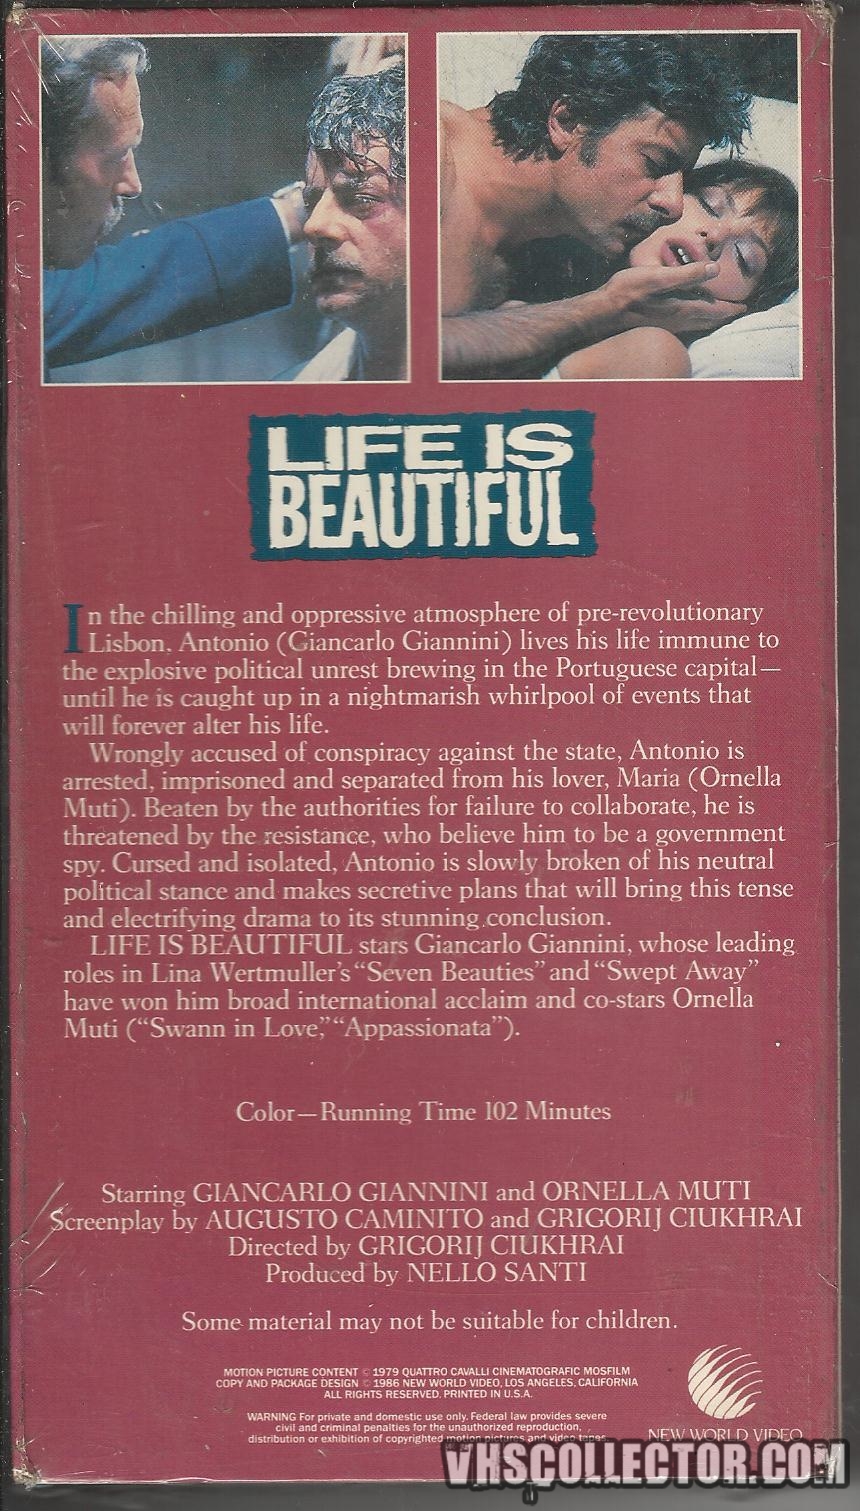 LIFE IS
BEAUTIFUL
In the chilling and oppressive atmosphere of pre-revolutionary
Lisbon, Antonio (Giancarlo Giannini) lives his life immune to
the explosive political unrest brewing in the Portuguese capital—
until he is caught up in a nightmarish whirlpool of events that
will forever alter his life.
Wrongly accused of conspiracy against the state, Antonio is
arrested, imprisoned and separated from his lover, Maria (Ornella
Muti). Beaten by the authorities for failure to collaborate, he is
threatened by the resistance, who believe him to be a government
spy. Cursed and isolated, Antonio is slowly broken of his neutral
political stance and makes secretive plans that will bring this tense
and electrifying drama to its stunning conclusion.
LIFE IS BEAUTIFUL stars Giancarlo Giannini, whose leading
roles in Lina Wertmuller's “Seven Beauties” and “Swept Away”
have won him broad international acclaim and co-stars Ornella
Muti (“Swann in Love,” “Appassionata”).
Color—Running Time 102 Minutes
Starring GIANCARLO GIANNINI and ORNELLA MUTI
Screenplay by AUGUSTO CAMINITO and GRIGORIJ CIUKHRAI
Directed by GRIGORIJ CIUKHRAI
Produced by NELLO SANTI
Some material may not be suitable for children.
MOTION PICTURE CONTENT © 1979 QUATTRO CAVALLI CINEMATOGRAFIC MOSFILM
COPY AND PACKAGE DESIGN © 1986 NEW WORLD VIDEO, LOS ANGELES, CALIFORNIA
ALL RIGHTS RESERVED. PRINTED IN U.S.A.
WARNING For private and domestic use only. Federal law provides severe
civil and criminal penalties for the unauthorized reproduction,
distribution or exhibition of copyrighted motion pictures and video tapes.
NEW WORLD VIDEO
VHSCOLLECTOR.COM